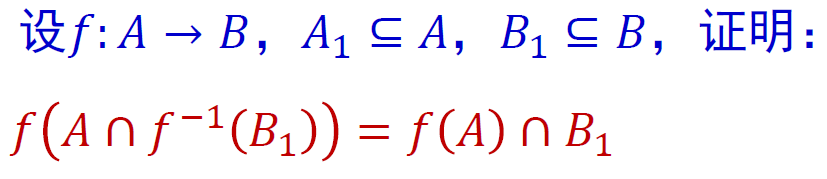 设f: A → B，A₁ ⊆ A，B₁ ⊆ B，证明：
f(A ∩ f⁻¹(B₁)) = f(A) ∩ B₁